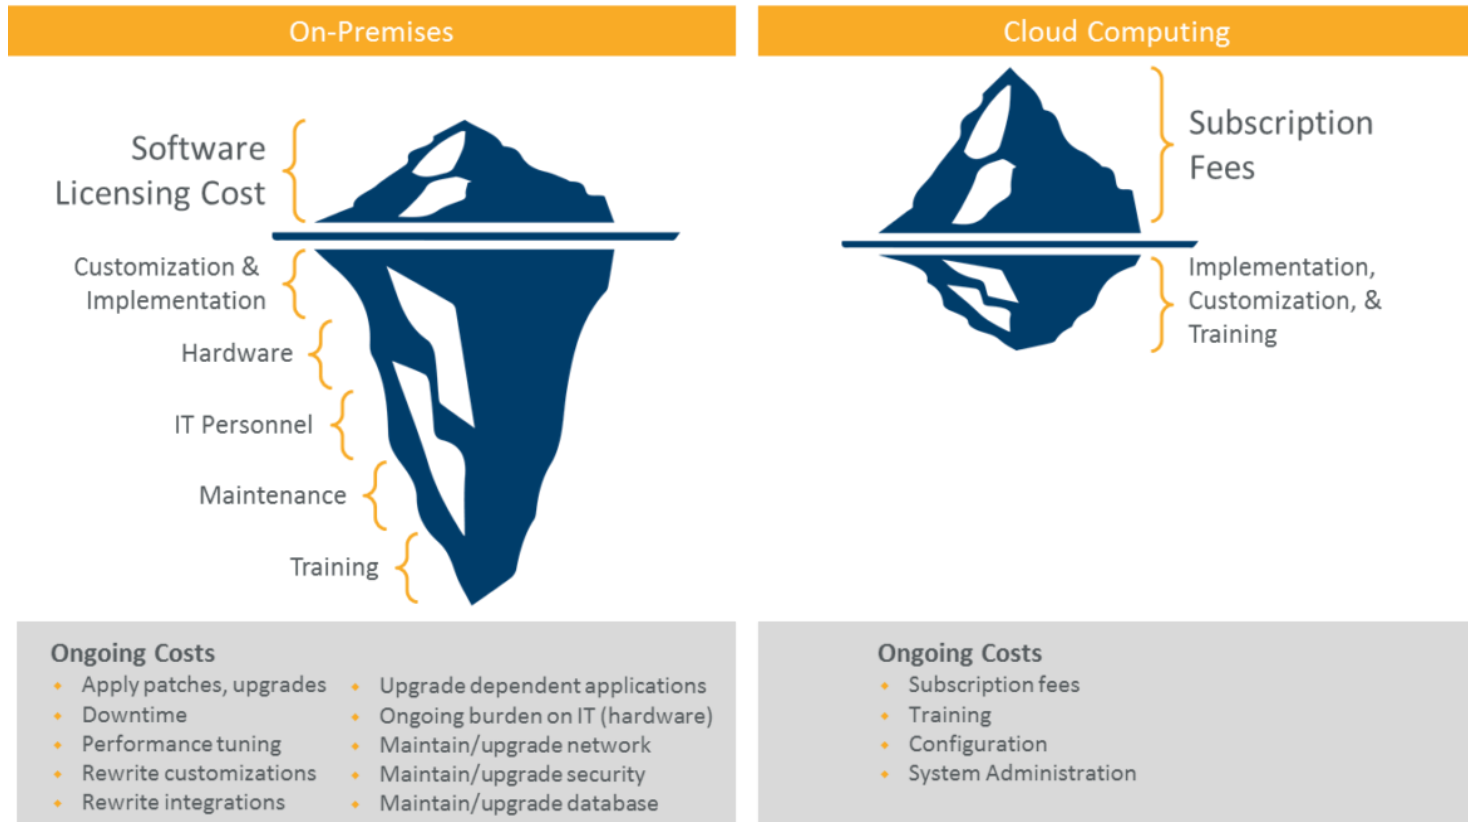 On-Premises
Software
Licensing Cost
Customization &
Implementation
Hardware
IT Personnel
Maintenance
Training
Ongoing Costs
Apply patches, upgrades
Downtime
Performance tuning
Rewrite customizations
Rewrite integrations
Upgrade dependent applications
Ongoing burden on IT (hardware)
Maintain/upgrade network
Maintain/upgrade security
Maintain/upgrade database
Cloud Computing
Subscription
Fees
Implementation,
Customization, &
Training
Ongoing Costs
Subscription fees
Training
Configuration
System Administration